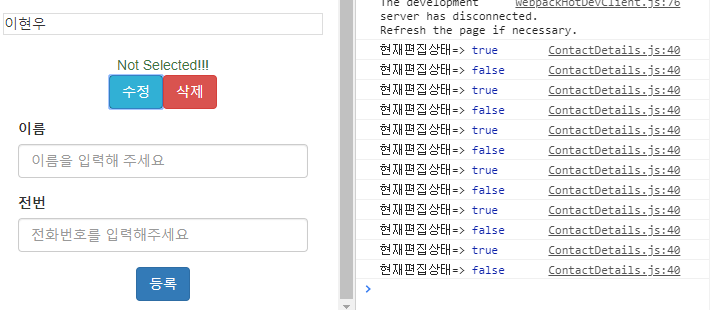 이현우
Not Selected!!!
수정 삭제
이름
이름을 입력해 주세요
전번
전화번호를 입력해주세요
등록
The development webpackHotDevClient.js:76
server has disconnected.
Refresh the page if necessary.
현재편집상태=> true ContactDetails.js:40
현재편집상태=> false ContactDetails.js:40
현재편집상태=> true ContactDetails.js:40
현재편집상태=> false ContactDetails.js:40
현재편집상태=> true ContactDetails.js:40
현재편집상태=> false ContactDetails.js:40
현재편집상태=> true ContactDetails.js:40
현재편집상태=> false ContactDetails.js:40
현재편집상태=> true ContactDetails.js:40
현재편집상태=> false ContactDetails.js:40
현재편집상태=> true ContactDetails.js:40
현재편집상태=> false ContactDetails.js:40